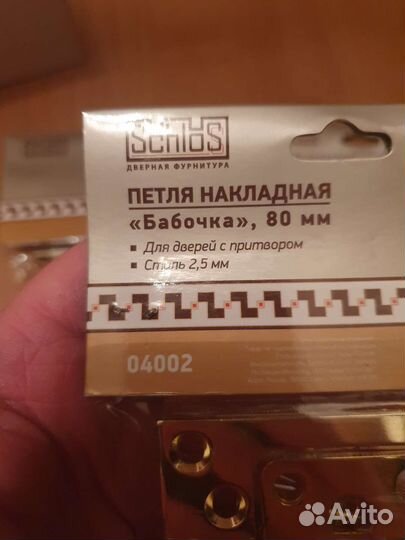 SCHLOS
ДВЕРНАЯ ФУРНИТУРА
ПЕТЛЯ НАКЛАДНАЯ
«Бабочка», 80 мм
• Для дверей с притвором
• Сталь 2,5 мм
04002
Avito